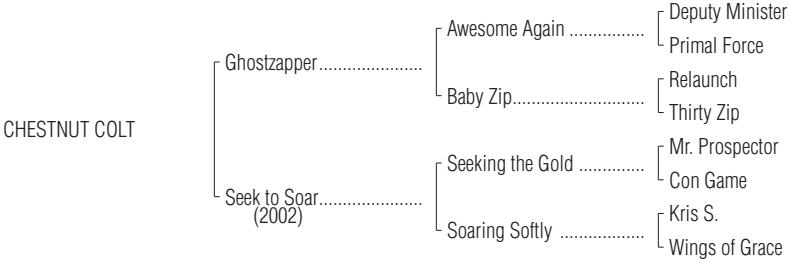 Deputy Minister
Awesome Again ................
Primal Force
Ghostzapper......................
Relaunch
Baby Zip............................
Thirty Zip
CHESTNUT COLT
Mr. Prospector
Seeking the Gold ..............
Con Game
Seek to Soar......................
(2002)
Kris S.
Soaring Softly ..................
Wings of Grace